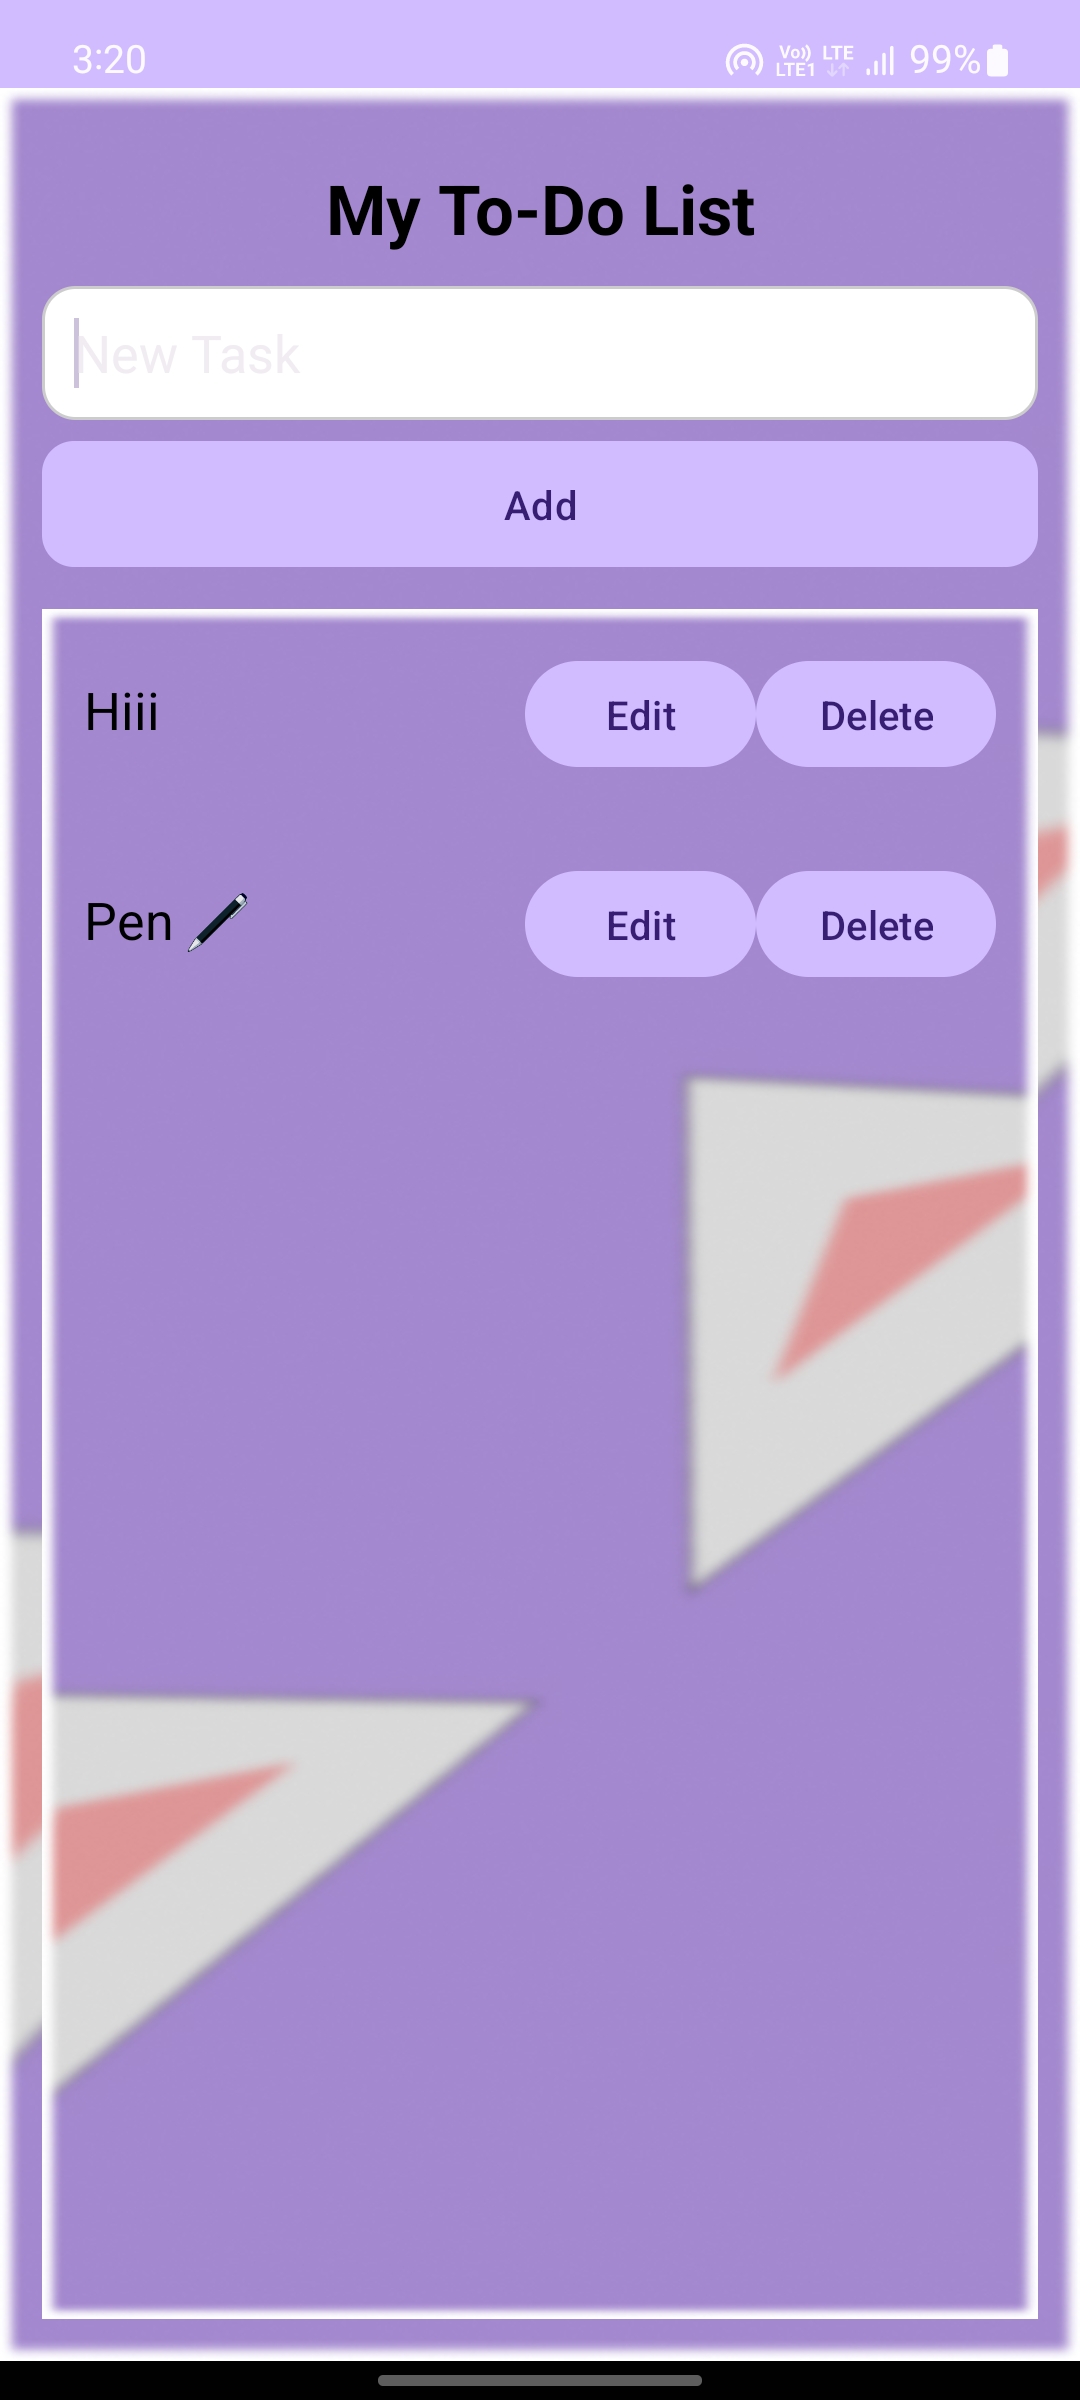 3:20 Vo)) LTE1 LTE 99%
My To-Do List
New Task
Add
Hiii Edit Delete
Pen 🖊️ Edit Delete